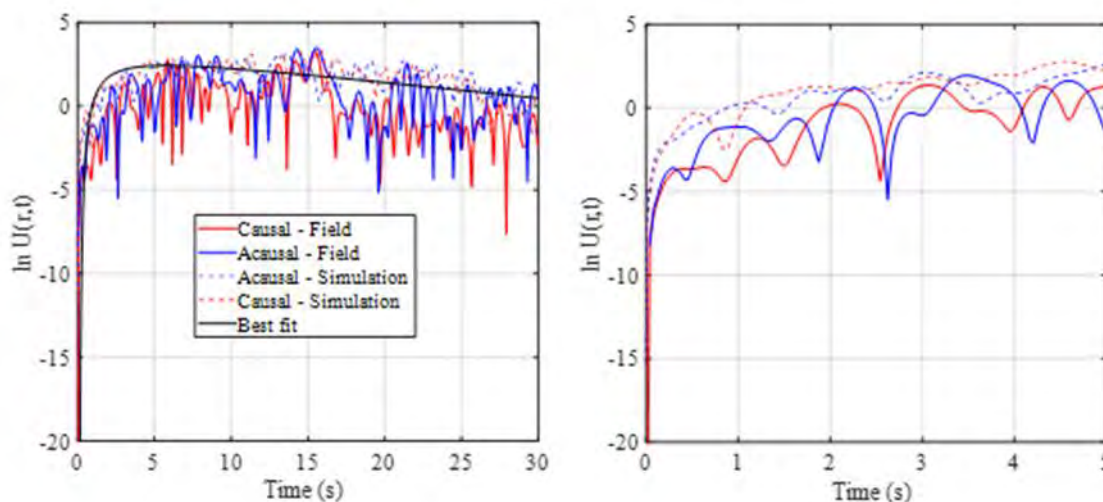 5
0
-5
-10
-15
-20
ln U(r,t)
Causal - Field
Acausal - Field
Acausal - Simulation
Causal - Simulation
Best fit
0 5 10 15 20 25 30
Time (s)
5
0
-5
-10
-15
-20
ln U(r,t)
0 1 2 3 4 5
Time (s)